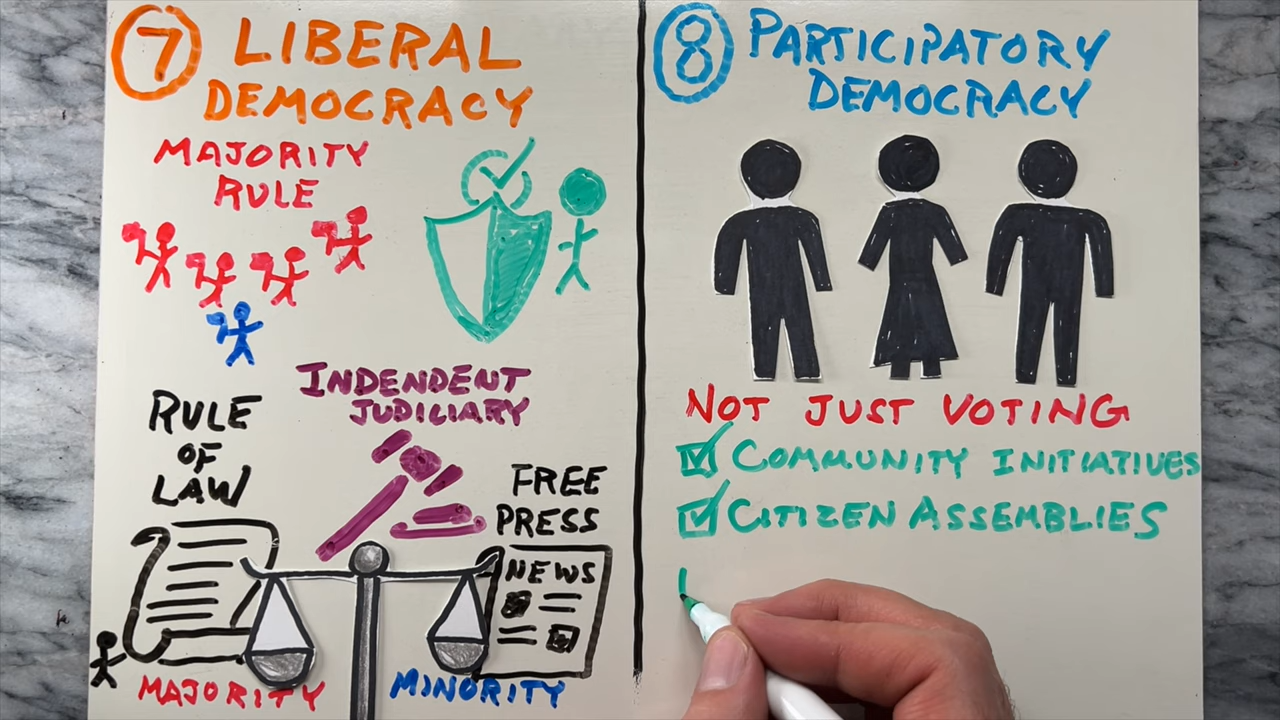 7 LIBERAL
DEMOCRACY
MAJORITY
RULE
INDENDENT
JUDICIARY
RULE
OF
LAW
FREE
PRESS
NEWS
MAJORITY
MINORITY
8 PARTICIPATORY
DEMOCRACY
NOT JUST VOTING
COMMUNITY INITIATIVES
CITIZEN ASSEMBLIES